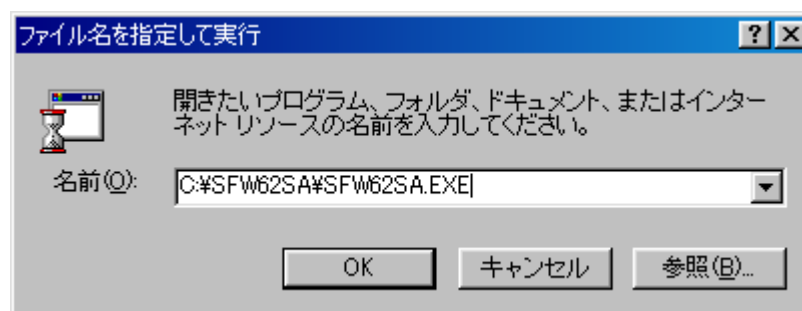 ファイル名を指定して実行
開きたいプログラム、フォルダ、ドキュメント、またはインター
ネット リソースの名前を入力してください。
名前(O):
C:¥SFW62SA¥SFW62SA.EXE
OK
キャンセル
参照(B)...